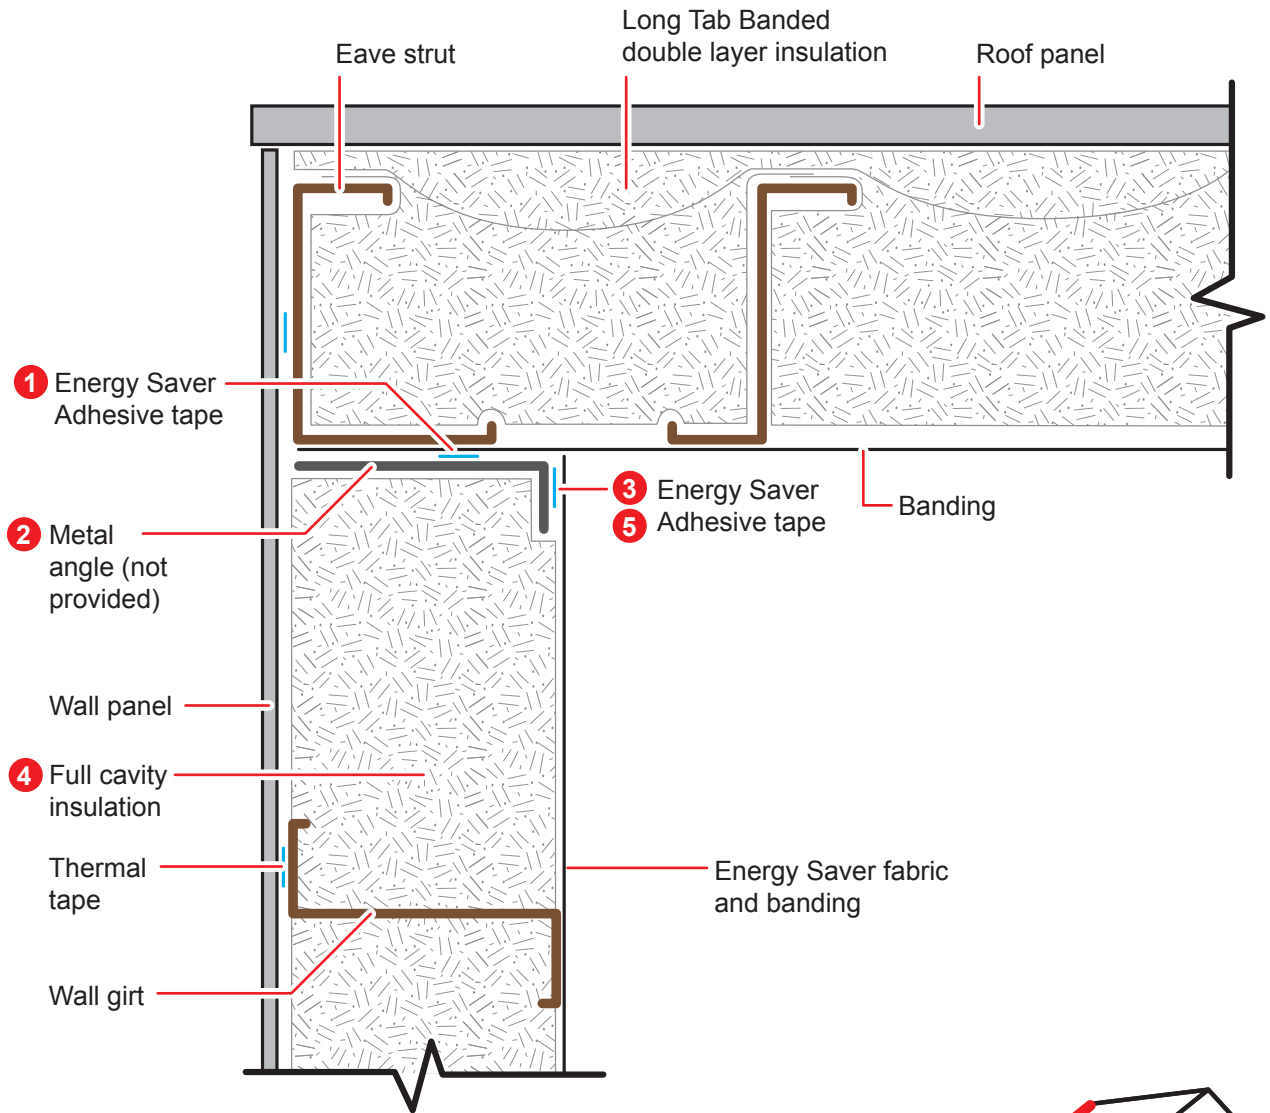 Long Tab Banded
double layer insulation
Eave strut
Roof panel
1 Energy Saver
Adhesive tape
3 Energy Saver
5 Adhesive tape
Banding
2 Metal
angle (not
provided)
Wall panel
4 Full cavity
insulation
Thermal
tape
Energy Saver fabric
and banding
Wall girt